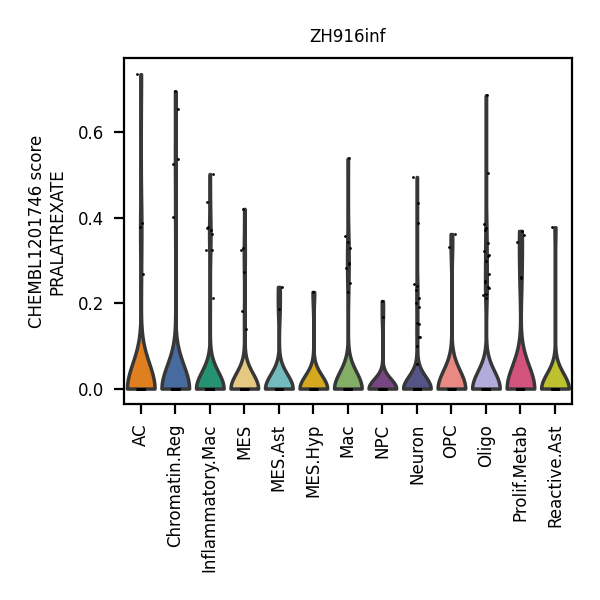 ZH916inf
CHEMBL1201746 score
PRALATREXATE
0.6
0.4
0.2
0.0
AC
Chromatin.Reg
Inflammatory.Mac
MES
MES.Ast
MES.Hyp
Mac
NPC
Neuron
OPC
Oligo
Prolif.Metab
Reactive.Ast